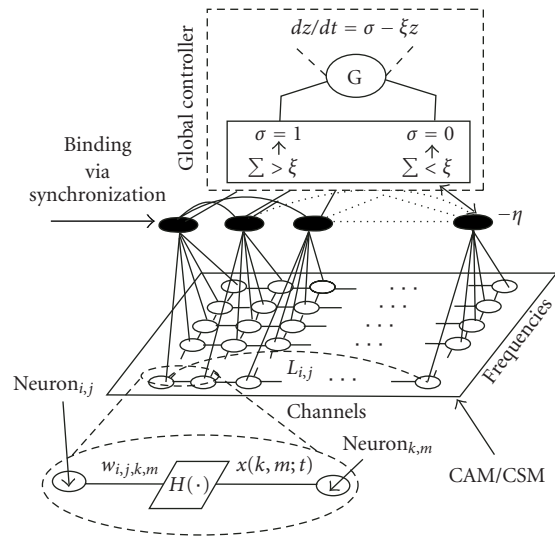 dz/dt = σ − ξz
G
Global controller
σ = 1
σ = 0
∑ > ξ
∑ < ξ
Binding
via
synchronization
−η
. . .
. . .
. . .
. . .
L_{i,j}
. . .
Frequencies
Channels
Neuron_{i,j}
Neuron_{k,m}
w_{i,j,k,m}
H(·)
x(k, m; t)
CAM/CSM